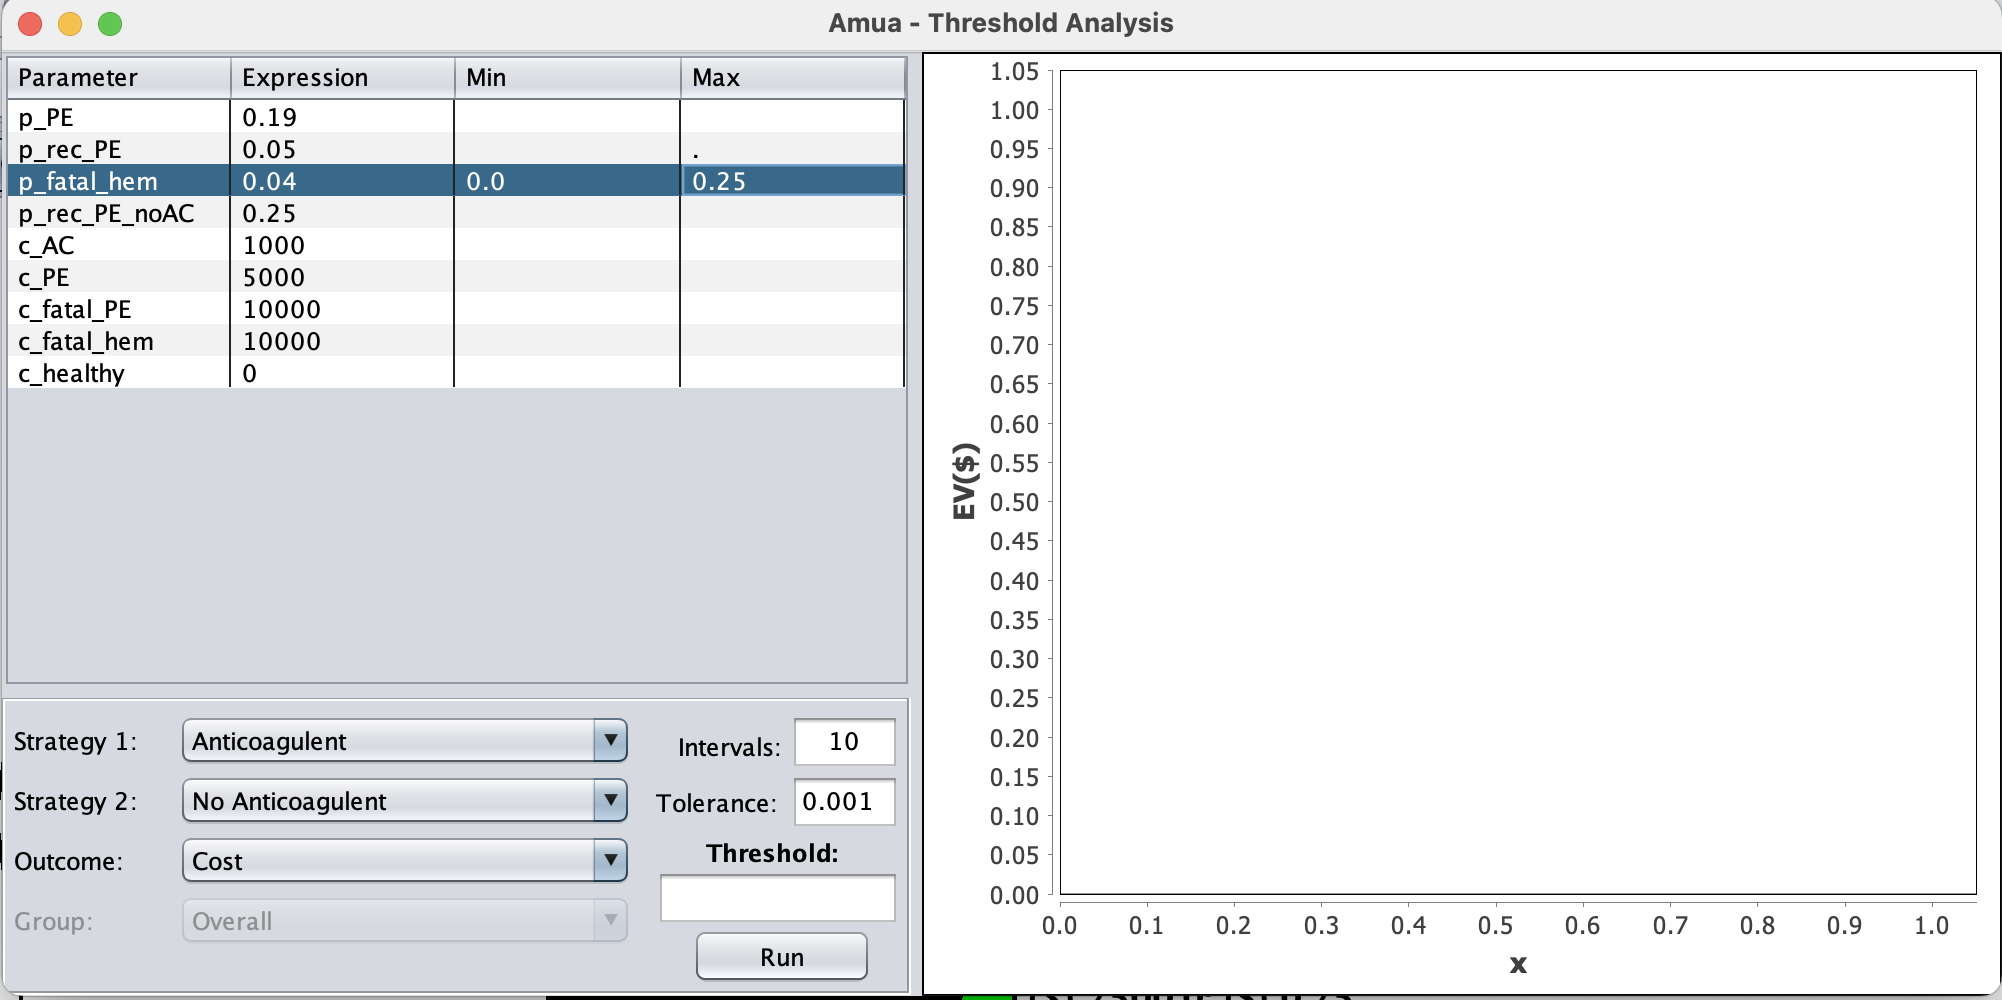 Amua - Threshold Analysis
Parameter Expression Min Max
p_PE 0.19
p_rec_PE 0.05 .
p_fatal_hem 0.04 0.0 0.25
p_rec_PE_noAC 0.25
c_AC 1000
c_PE 5000
c_fatal_PE 10000
c_fatal_hem 10000
c_healthy 0
Strategy 1: Anticoagulent
Strategy 2: No Anticoagulent
Outcome: Cost
Group: Overall
Intervals: 10
Tolerance: 0.001
Threshold:
Run
EV($)
1.05
1.00
0.95
0.90
0.85
0.80
0.75
0.70
0.65
0.60
0.55
0.50
0.45
0.40
0.35
0.30
0.25
0.20
0.15
0.10
0.05
0.00
0.0 0.1 0.2 0.3 0.4 0.5 0.6 0.7 0.8 0.9 1.0
x